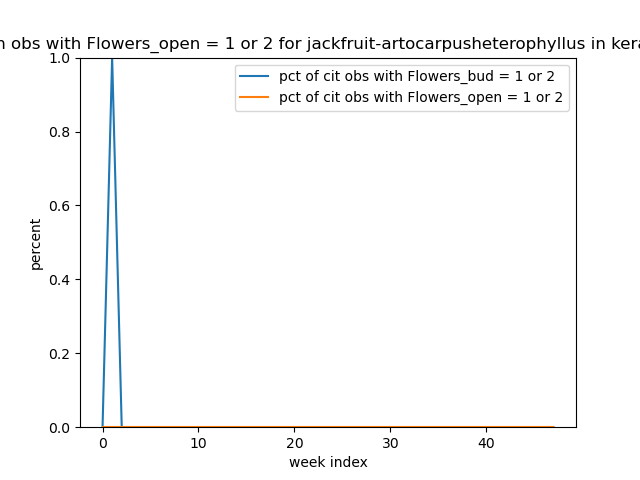 obs with Flowers_open = 1 or 2 for jackfruit-artocarpusheterophyllus in
pct of cit obs with Flowers_bud = 1 or 2
pct of cit obs with Flowers_open = 1 or 2
1.0
0.8
0.6
0.4
0.2
0.0
percent
0 10 20 30 40
week index